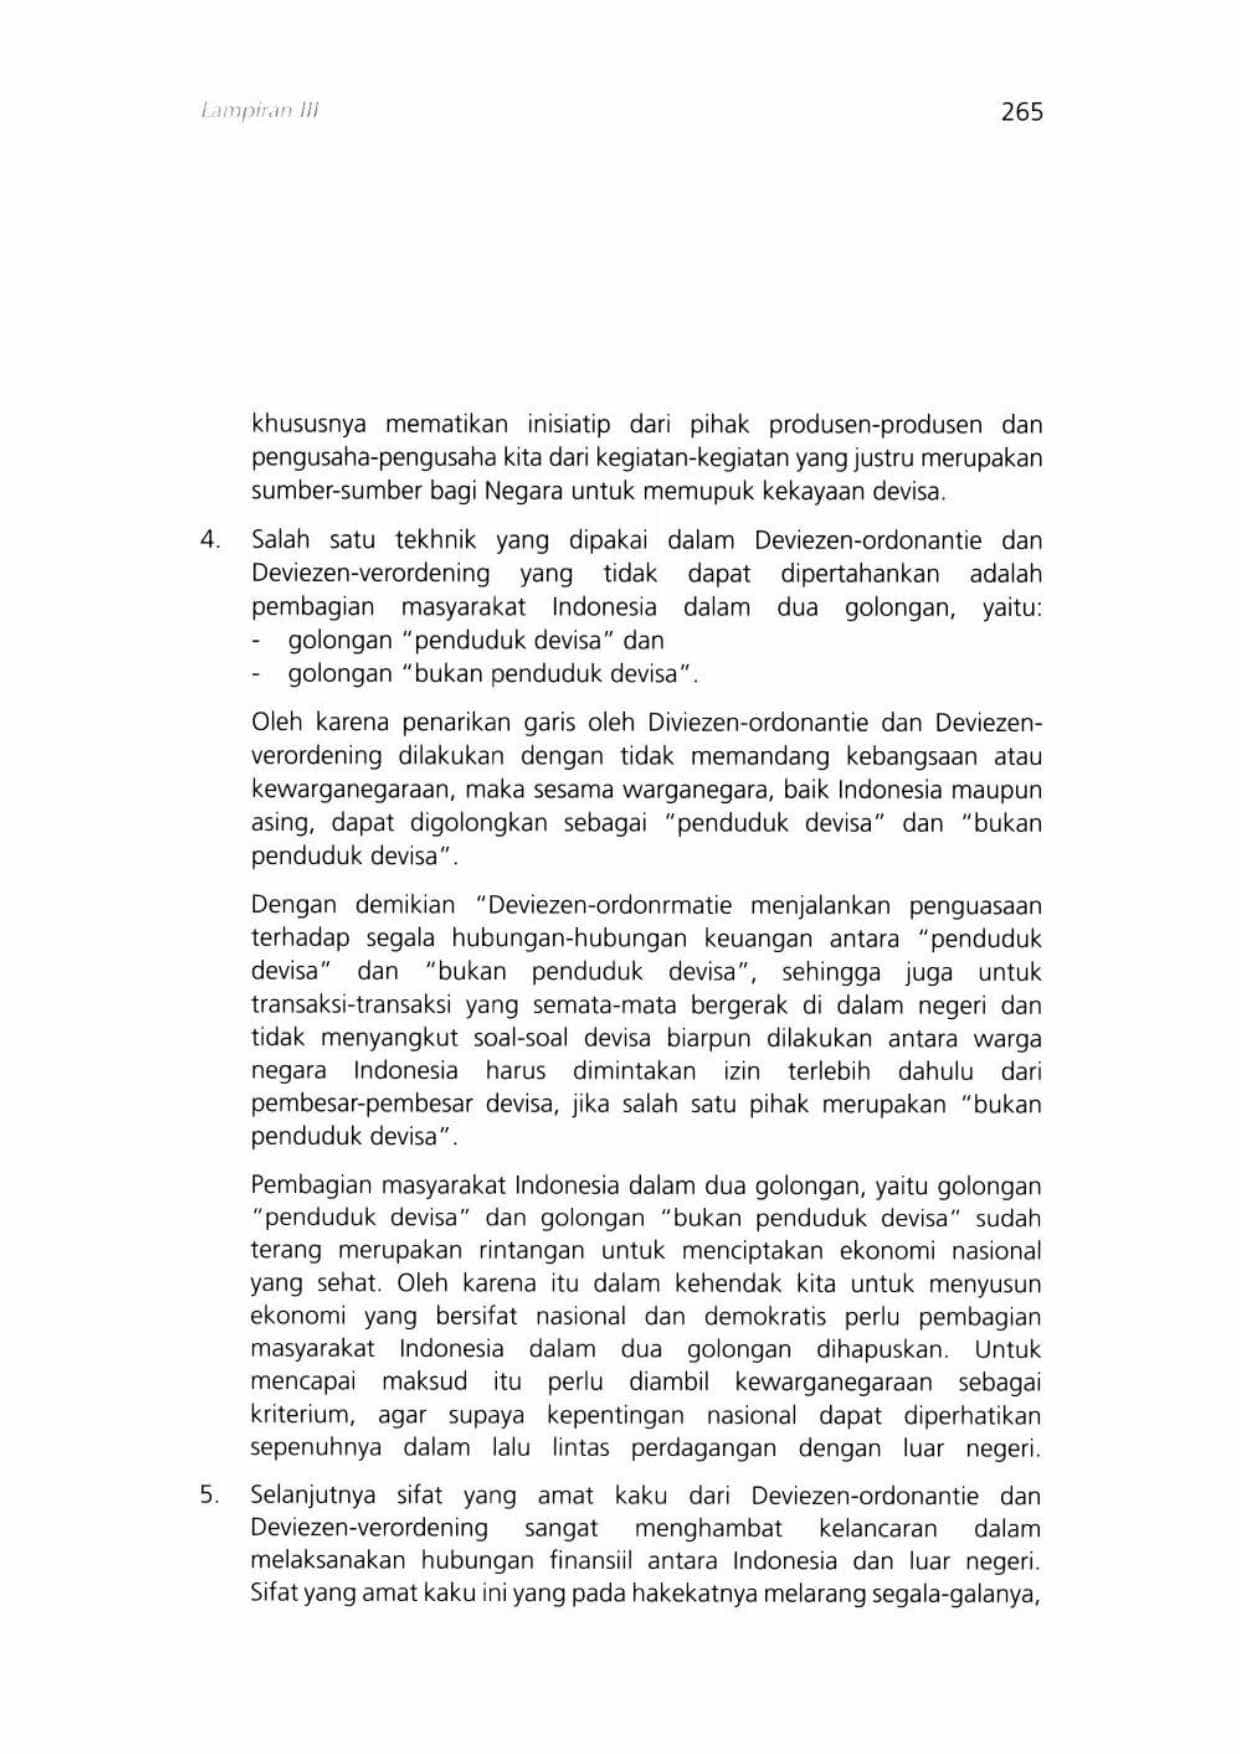 Lampiran III
265
khususnya mematikan inisiatip dari pihak produsen-produsen dan
pengusaha-pengusaha kita dari kegiatan-kegiatan yang justru merupakan
sumber-sumber bagi Negara untuk memupuk kekayaan devisa.
4. Salah satu tekhnik yang dipakai dalam Deviezen-ordonantie dan
Deviezen-verordening yang tidak dapat dipertahankan adalah
pembagian masyarakat Indonesia dalam dua golongan, yaitu:
- golongan "penduduk devisa" dan
- golongan "bukan penduduk devisa".
Oleh karena penarikan garis oleh Diviezen-ordonantie dan Deviezen-
verordening dilakukan dengan tidak memandang kebangsaan atau
kewarganegaraan, maka sesama warganegara, baik Indonesia maupun
asing, dapat digolongkan sebagai "penduduk devisa" dan "bukan
penduduk devisa".
Dengan demikian "Deviezen-ordonrmatie menjalankan penguasaan
terhadap segala hubungan-hubungan keuangan antara "penduduk
devisa" dan "bukan penduduk devisa", sehingga juga untuk
transaksi-transaksi yang semata-mata bergerak di dalam negeri dan
tidak menyangkut soal-soal devisa biarpun dilakukan antara warga
negara Indonesia harus dimintakan izin terlebih dahulu dari
pembesar-pembesar devisa, jika salah satu pihak merupakan "bukan
penduduk devisa".
Pembagian masyarakat Indonesia dalam dua golongan, yaitu golongan
"penduduk devisa" dan golongan "bukan penduduk devisa" sudah
terang merupakan rintangan untuk menciptakan ekonomi nasional
yang sehat. Oleh karena itu dalam kehendak kita untuk menyusun
ekonomi yang bersifat nasional dan demokratis perlu pembagian
masyarakat Indonesia dalam dua golongan dihapuskan. Untuk
mencapai maksud itu perlu diambil kewarganegaraan sebagai
kriterium, agar supaya kepentingan nasional dapat diperhatikan
sepenuhnya dalam lalu lintas perdagangan dengan luar negeri.
5. Selanjutnya sifat yang amat kaku dari Deviezen-ordonantie dan
Deviezen-verordening sangat menghambat kelancaran dalam
melaksanakan hubungan finansiil antara Indonesia dan luar negeri.
Sifat yang amat kaku ini yang pada hakekatnya melarang segala-galanya,